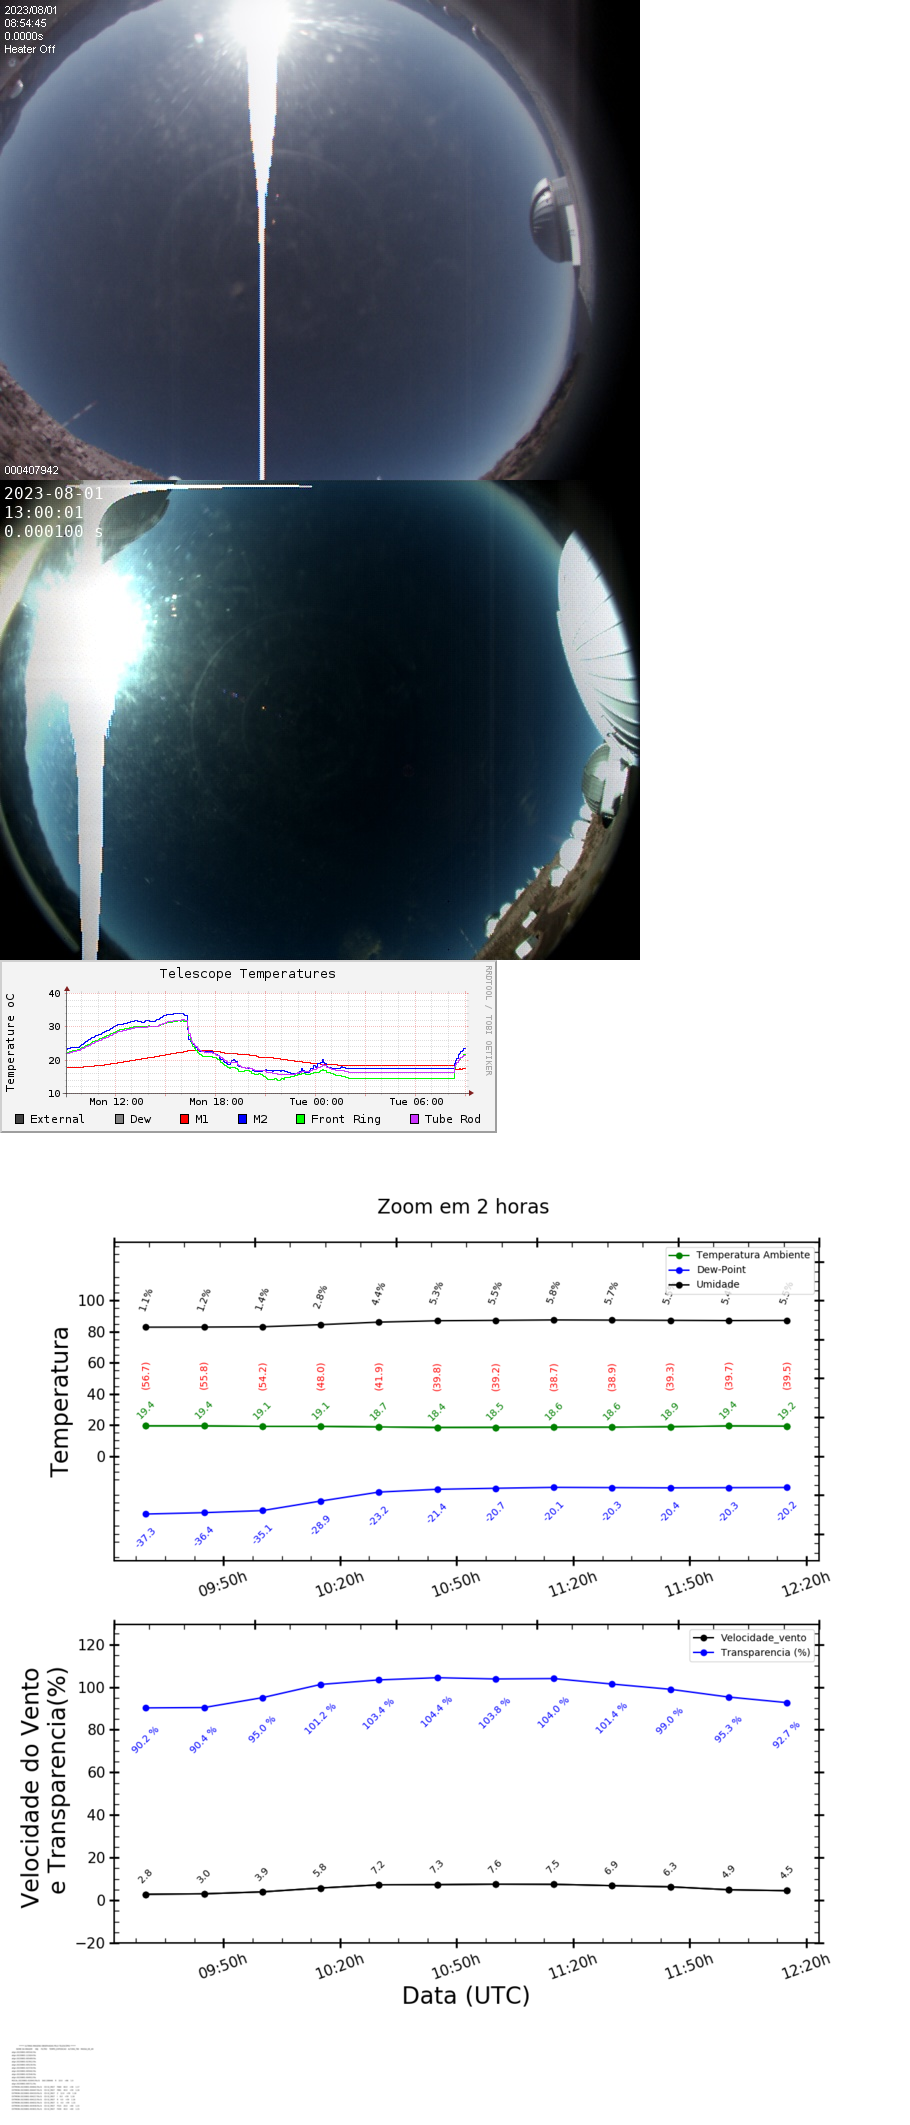 2023/08/01
08:54:45
0.0000s
Heater Off
000407942
2023-08-01
13:00:01
0.000100 s
Telescope Temperatures
RRDTOOL / TOBI OETIKER
Temperature oC
40
30
20
10
Mon 12:00 Mon 18:00 Tue 00:00 Tue 06:00
External Dew M1 M2 Front Ring Tube Rod
Zoom em 2 horas
Temperatura Ambiente
Dew-Point
Umidade
Temperatura
100
80
60
40
20
0
1.1% 1.2% 1.4% 2.8% 4.4% 5.3% 5.5% 5.8% 5.7%
(56.7) (55.8) (54.2) (48.0) (41.9) (39.8) (39.2) (38.7) (38.9) (39.3) (39.7) (39.5)
19.4 19.4 19.1 19.1 18.7 18.4 18.5 18.6 18.6 18.9 19.4 19.2
-37.3 -36.4 -35.1 -28.9 -23.2 -21.4 -20.7 -20.1 -20.3 -20.4 -20.3 -20.2
09:50h 10:20h 10:50h 11:20h 11:50h 12:20h
Velocidade_vento
Transparencia (%)
Velocidade do Vento
e Transparencia(%)
120
100
80
60
40
20
0
−20
90.2 % 90.4 % 95.0 % 101.2 % 103.4 % 104.4 % 103.8 % 104.0 % 101.4 % 99.0 % 95.3 % 92.7 %
2.8 3.0 3.9 5.8 7.2 7.3 7.6 7.5 6.9 6.3 4.9 4.5
09:50h 10:20h 10:50h 11:20h 11:50h 12:20h
Data (UTC)